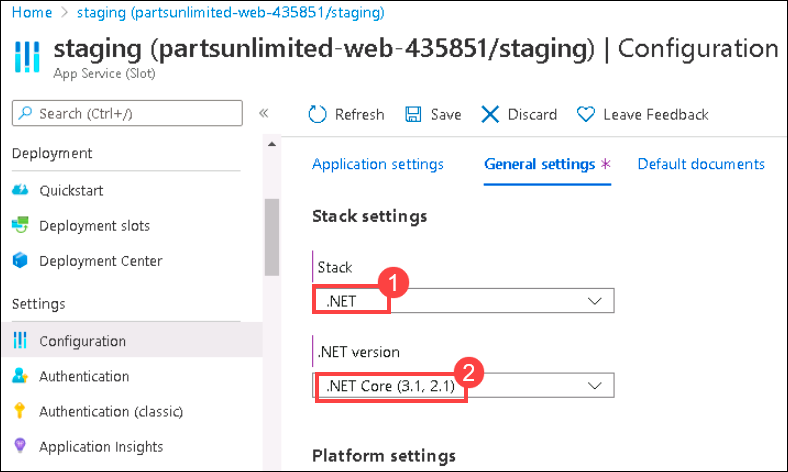 Home > staging (partsunlimited-web-435851/staging)
staging (partsunlimited-web-435851/staging) | Configuration
App Service (Slot)
Search (Ctrl+/)
«
Refresh
Save
Discard
Leave Feedback
Deployment
Quickstart
Deployment slots
Deployment Center
Settings
Configuration
Authentication
Authentication (classic)
Application Insights
Application settings
General settings *
Default documents
Stack settings
Stack
1
.NET
.NET version
2
.NET Core (3.1, 2.1)
Platform settings